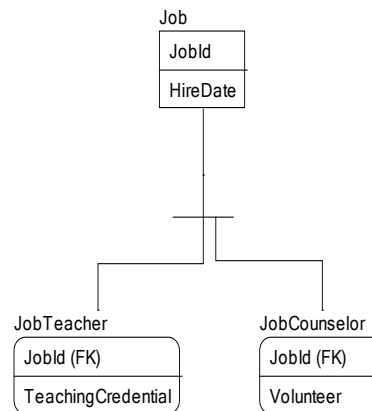 Job
JobId
HireDate
JobTeacher
JobId (FK)
TeachingCredential
JobCounselor
JobId (FK)
Volunteer